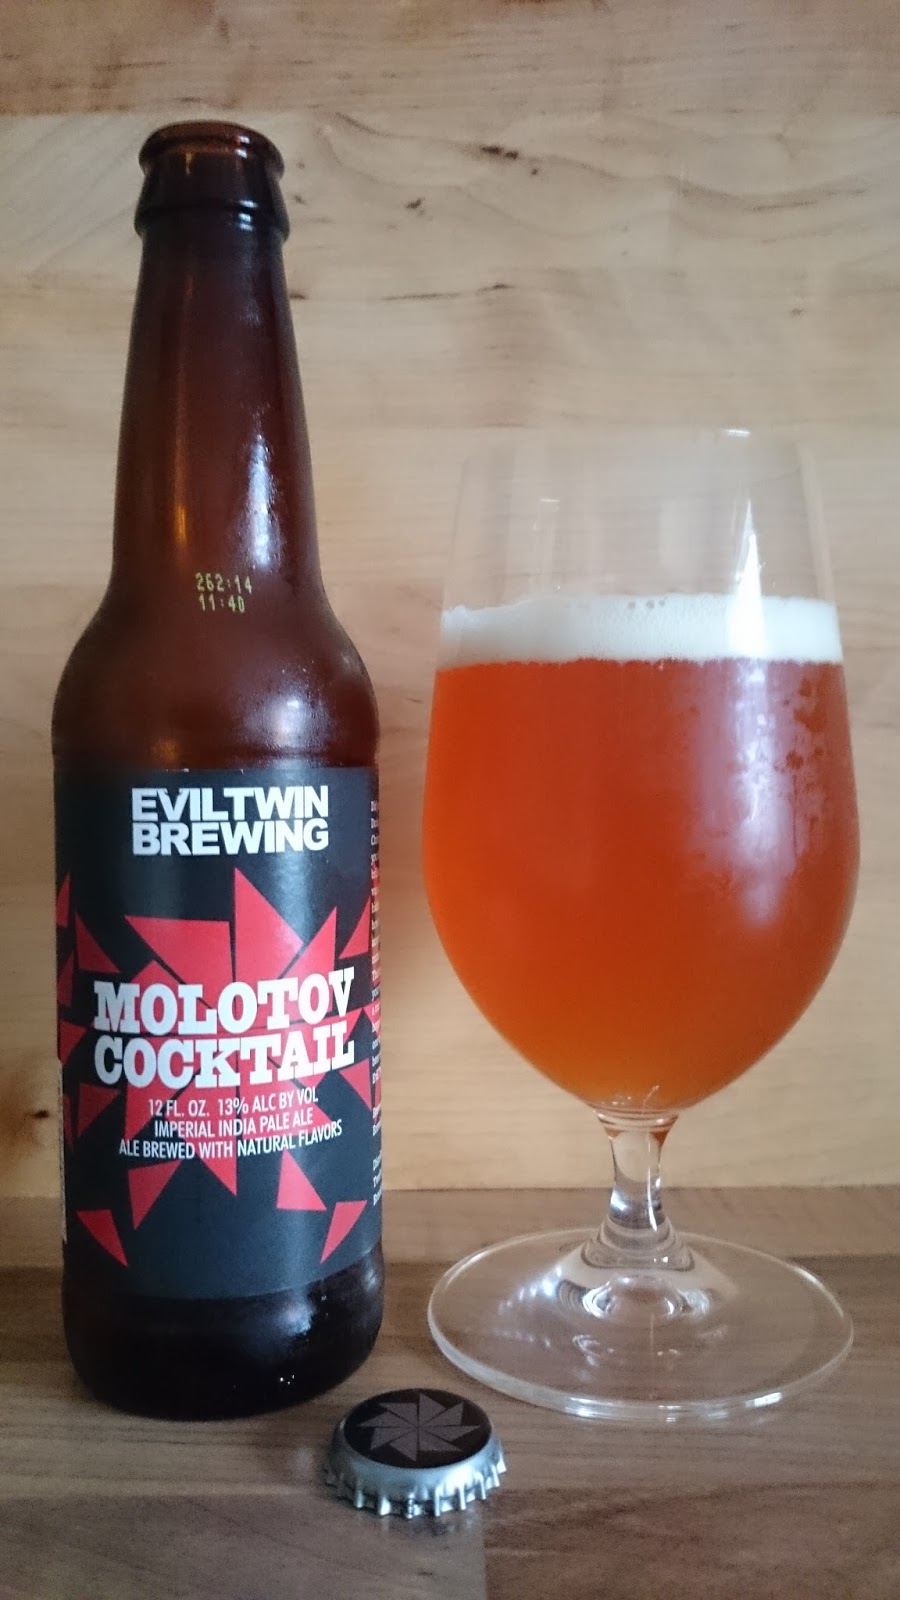 262:14
11:40
EVILTWIN
BREWING
MOLOTOV
COCKTAIL
12 FL. OZ. 13% ALC BY VOL
IMPERIAL INDIA PALE ALE
ALE BREWED WITH NATURAL FLAVORS